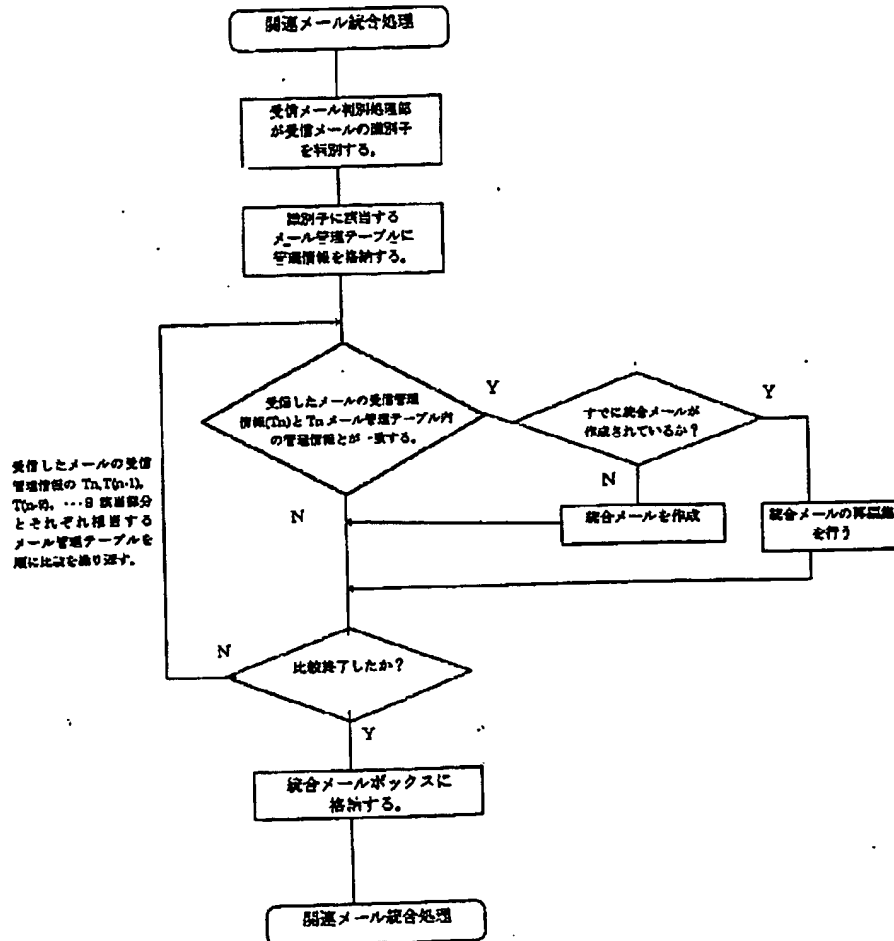 関連メール統合処理
受信メール判別処理部
が受信メールの識別子
を判別する。
識別子に該当する
メール管理テーブルに
管理情報を格納する。
受信したメールの受信管理
情報(Tn)と Tn メール管理テーブル内
の管理情報とが一致する。
Y
すでに統合メールが
作成されているか？
Y
N
N
統合メールを作成
統合メールの再編集
を行う
受信したメールの受信
管理情報の Tn,T(n-1),
T(n-2), ・・・ 該当部分
とそれぞれ相当する
メール管理テーブルを
順に比較を繰り返す。
N
比較終了したか？
Y
統合メールボックスに
格納する。
関連メール統合処理